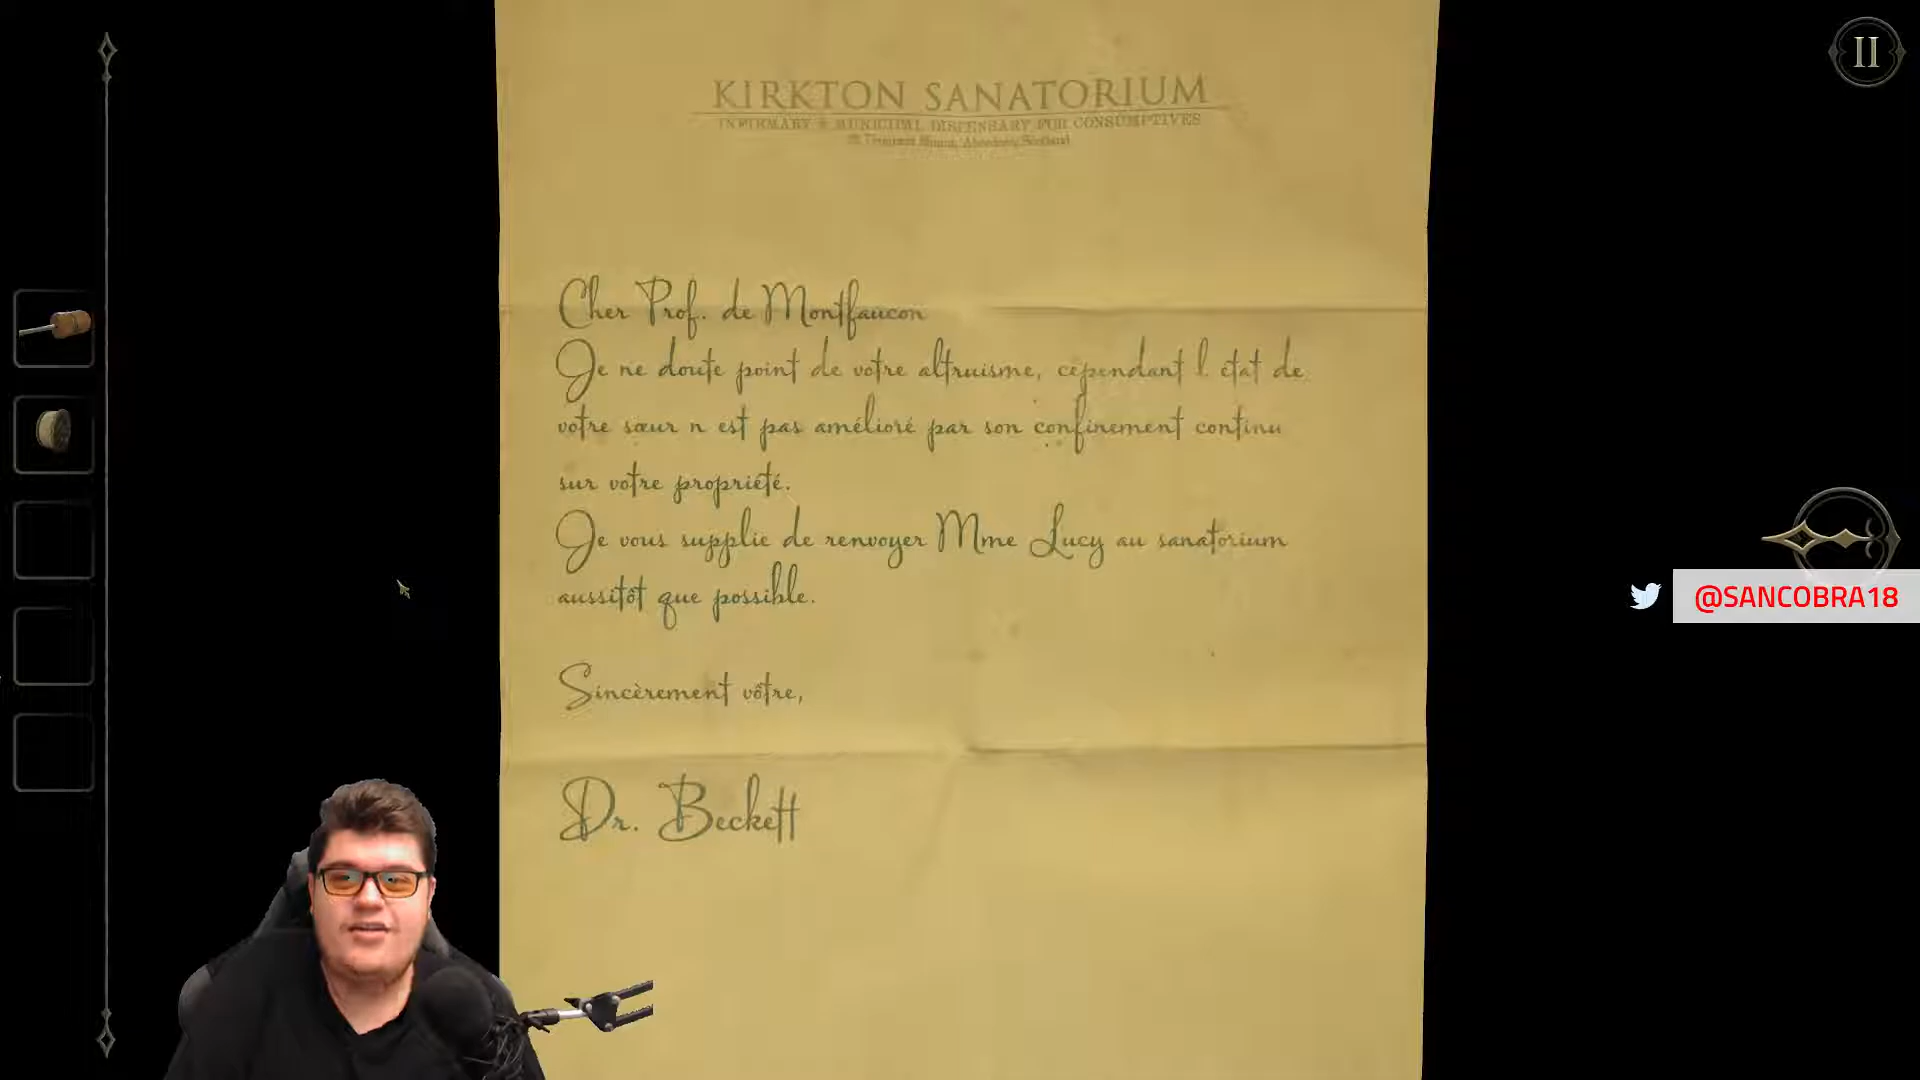 KIRKTON SANATORIUM
INFIRMARY & MUNICIPAL DISPENSARY FOR CONSUMPTIVES
Aberdeen, Scotland
Cher Prof. de Montfaucon
Je ne doute point de votre altruisme, cependant l état de
votre sœur n est pas amélioré par son confinement continu
sur votre propriété.
Je vous supplie de renvoyer Mme Lucy au sanatorium
aussitôt que possible.
Sincèrement vôtre,
Dr. Beckett
@SANCOBRA18